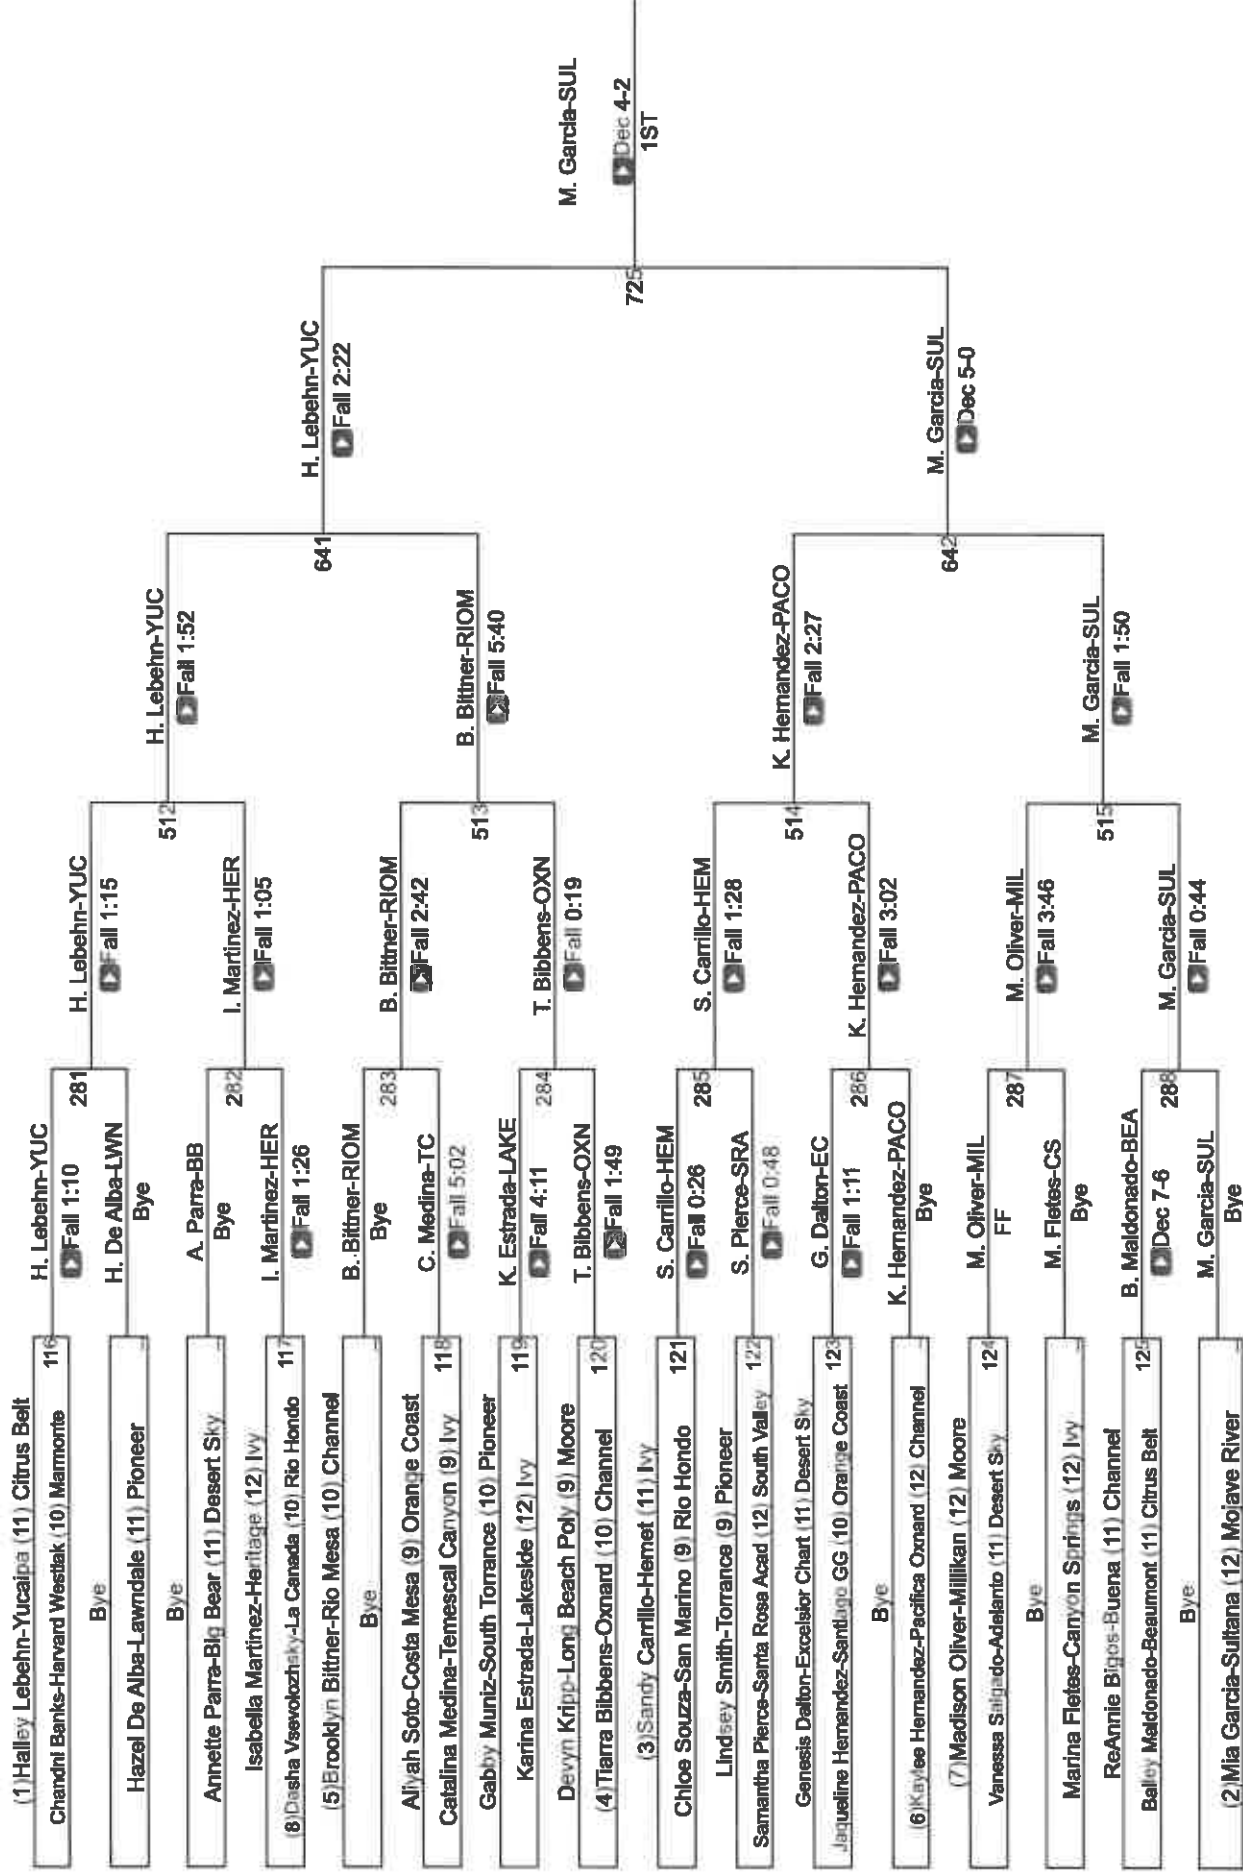 (1)Halley Lebehn-Yucaipa (11) Citrus Belt
116
Chandni Banks-Harvard Westlak (10) Marmonte
Bye
Hazel De Alba-Lawndale (11) Pioneer
Bye
Annette Parra-Big Bear (11) Desert Sky
Isabella Martinez-Heritage (12) Ivy
117
(8)Dasha Vsevolozhsky-La Canada (10) Rio Hondo
(5)Brooklyn Bittner-Rio Mesa (10) Channel
Bye
Aliyah Soto-Costa Mesa (9) Orange Coast
118
Catalina Medina-Temescal Canyon (9) Ivy
Gabby Muniz-South Torrance (10) Pioneer
119
Karina Estrada-Lakeside (12) Ivy
Devyn Kripp-Long Beach Poly (9) Moore
120
(4)Tiarra Bibbens-Oxnard (10) Channel
(3)Sandy Carrillo-Hemet (11) Ivy
121
Chloe Souza-San Marino (9) Rio Hondo
Lindsey Smith-Torrance (9) Pioneer
122
Samantha Pierce-Santa Rosa Acad (12) South Valley
Genesis Dalton-Excelsior Chart (11) Desert Sky
123
Jaqueline Hernandez-Santiago GG (10) Orange Coast
Bye
(6)Kaylee Hernandez-Pacifica Oxnard (12) Channel
(7)Madison Oliver-Millikan (12) Moore
124
Vanessa Salgado-Adelanto (11) Desert Sky
Bye
Marina Fletes-Canyon Springs (12) Ivy
ReAnnie Bigos-Buena (11) Channel
125
Bailey Maldonado-Beaumont (11) Citrus Belt
Bye
(2)Mia Garcia-Sultana (12) Mojave River
H. Lebehn-YUC
Fall 1:10
281
H. De Alba-LWN
Bye
A. Parra-BB
Bye
282
I. Martinez-HER
Fall 1:26
B. Bittner-RIOM
Bye
283
C. Medina-TC
Fall 5:02
K. Estrada-LAKE
Fall 4:11
284
T. Bibbens-OXN
Fall 1:49
S. Carrillo-HEM
Fall 0:26
285
S. Pierce-SRA
Fall 0:48
G. Dalton-EC
Fall 1:11
286
K. Hernandez-PACO
Bye
M. Oliver-MIL
FF
287
M. Fletes-CS
Bye
B. Maldonado-BEA
Dec 7-6
288
M. Garcia-SUL
Bye
H. Lebehn-YUC
Fall 1:15
512
I. Martinez-HER
Fall 1:05
B. Bittner-RIOM
Fall 2:42
513
T. Bibbens-OXN
Fall 0:19
S. Carrillo-HEM
Fall 1:28
514
K. Hernandez-PACO
Fall 3:02
M. Oliver-MIL
Fall 3:46
515
M. Garcia-SUL
Fall 0:44
H. Lebehn-YUC
Fall 1:52
641
B. Bittner-RIOM
Fall 5:40
K. Hernandez-PACO
Fall 2:27
642
M. Garcia-SUL
Fall 1:50
H. Lebehn-YUC
Fall 2:22
725
M. Garcia-SUL
Dec 5-0
M. Garcia-SUL
Dec 4-2
1ST